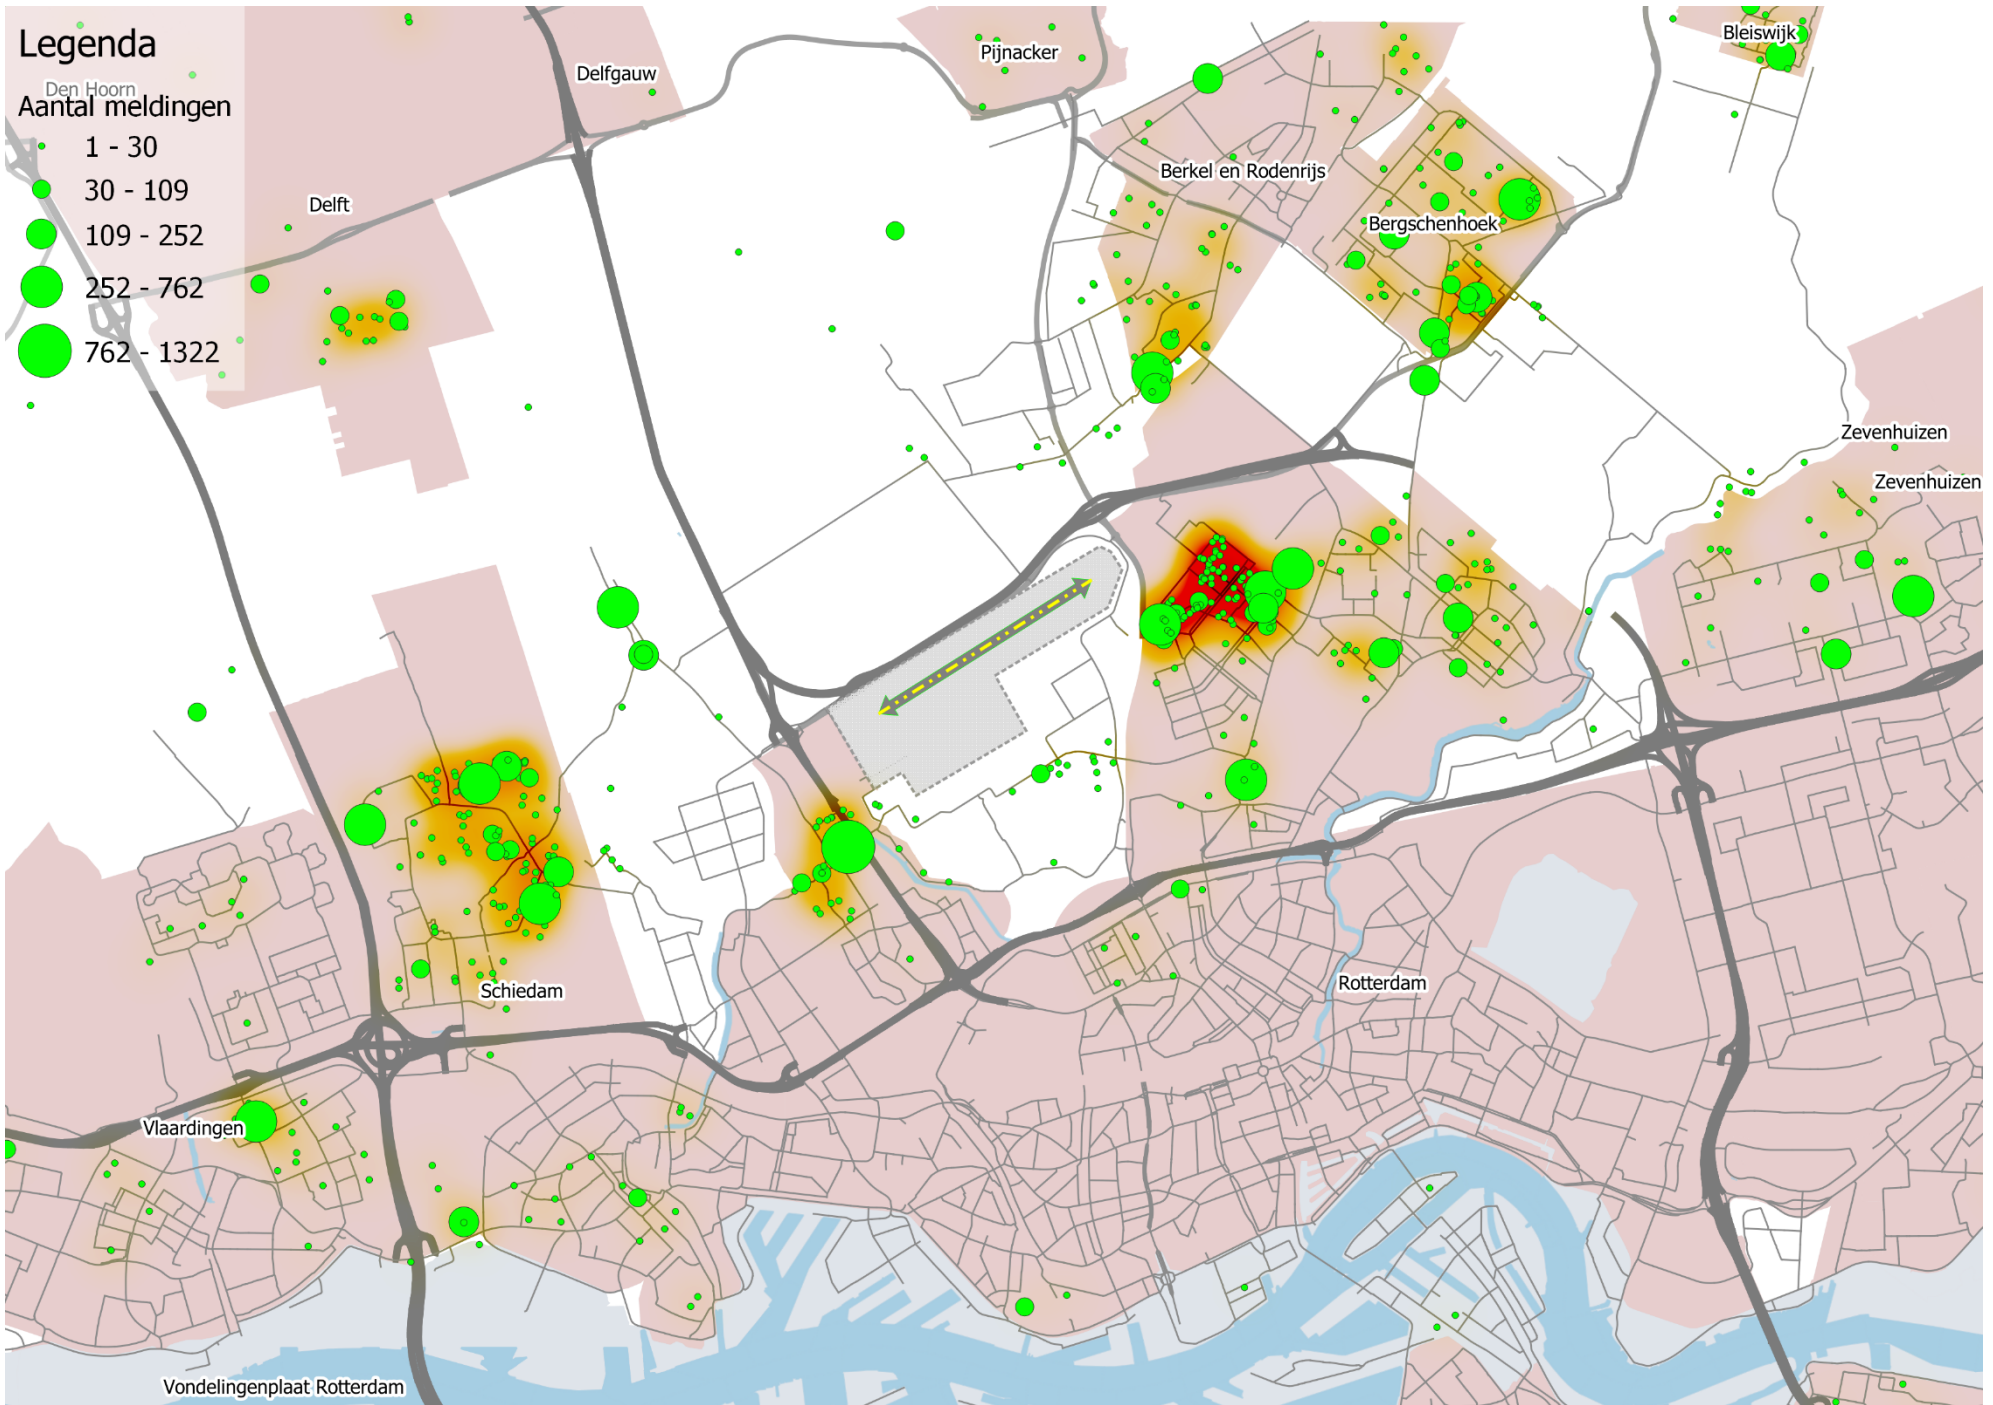 Legenda
Den Hoorn
Aantal meldingen
1 - 30
30 - 109
109 - 252
252 - 762
762 - 1322
Delfgauw
Pijnacker
Bleiswijk
Berkel en Rodenrijs
Delft
Bergschenhoek
Zevenhuizen
Zevenhuizen
Schiedam
Rotterdam
Vlaardingen
Vondelingenplaat Rotterdam